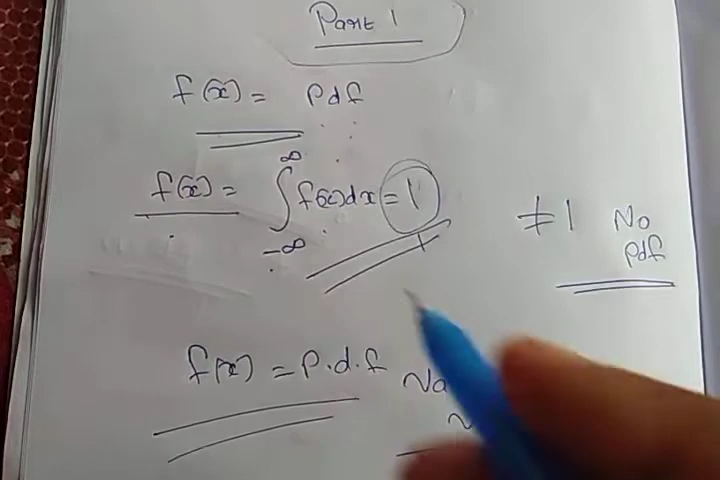 Part 1
f(x) = Pdf
f(x) = ∫ f(x)dx = 1
∞
-∞
≠ 1 No
pdf
f(x) = P.d.f